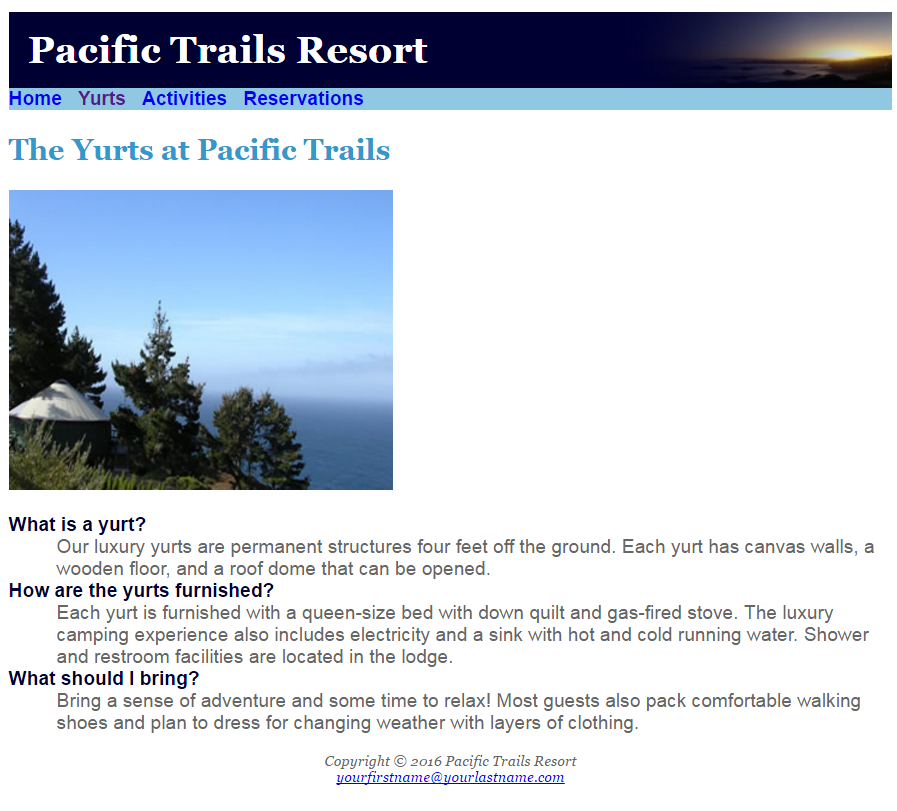 Pacific Trails Resort
Home Yurts Activities Reservations
The Yurts at Pacific Trails
What is a yurt?
Our luxury yurts are permanent structures four feet off the ground. Each yurt has canvas walls, a
wooden floor, and a roof dome that can be opened.
How are the yurts furnished?
Each yurt is furnished with a queen-size bed with down quilt and gas-fired stove. The luxury
camping experience also includes electricity and a sink with hot and cold running water. Shower
and restroom facilities are located in the lodge.
What should I bring?
Bring a sense of adventure and some time to relax! Most guests also pack comfortable walking
shoes and plan to dress for changing weather with layers of clothing.
Copyright © 2016 Pacific Trails Resort
yourfirstname@yourlastname.com